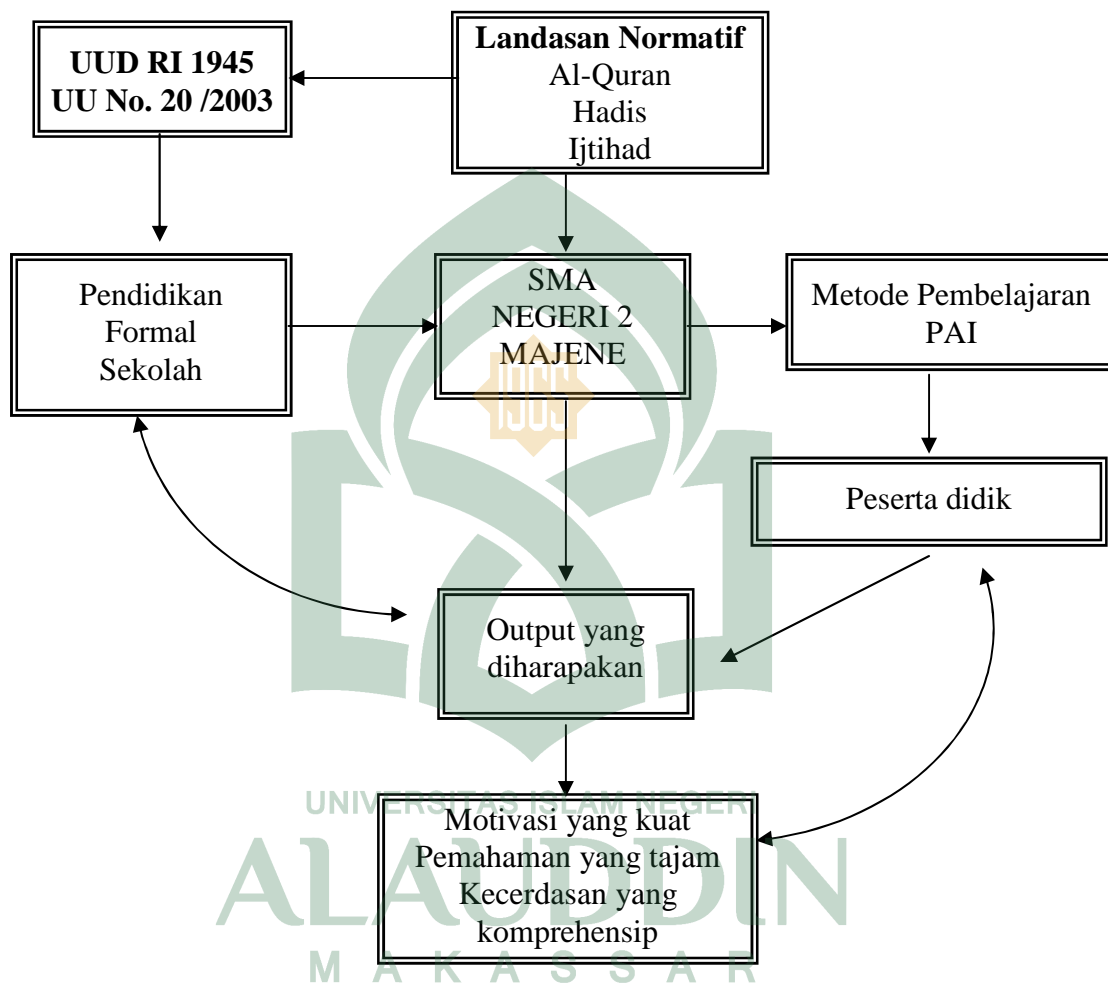 UUD RI 1945
UU No. 20 /2003
Landasan Normatif
Al-Quran
Hadis
Ijtihad
Pendidikan
Formal
Sekolah
SMA
NEGERI 2
MAJENE
Metode Pembelajaran
PAI
1965
Peserta didik
Output yang
diharapakan
UNIVERSITAS ISLAM NEGERI
Motivasi yang kuat
Pemahaman yang tajam
Kecerdasan yang
komprehensip
ALAUDDIN
MAKASSAR